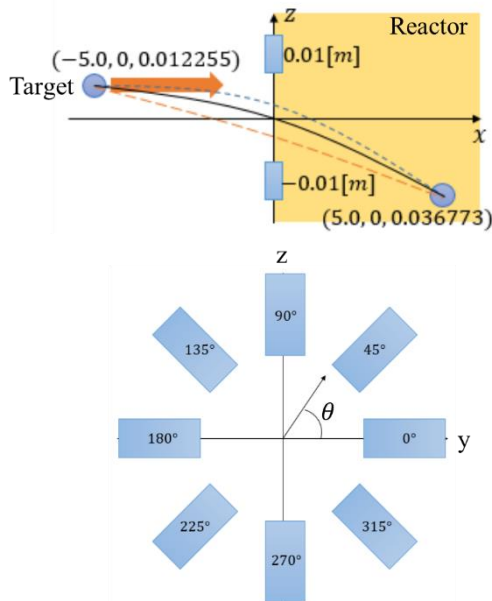 z
Reactor
0.01[m]
(−5.0, 0, 0.012255)
Target
x
−0.01[m]
(5.0, 0, 0.036773)
z
90°
135°
45°
θ
180°
0°
y
225°
315°
270°